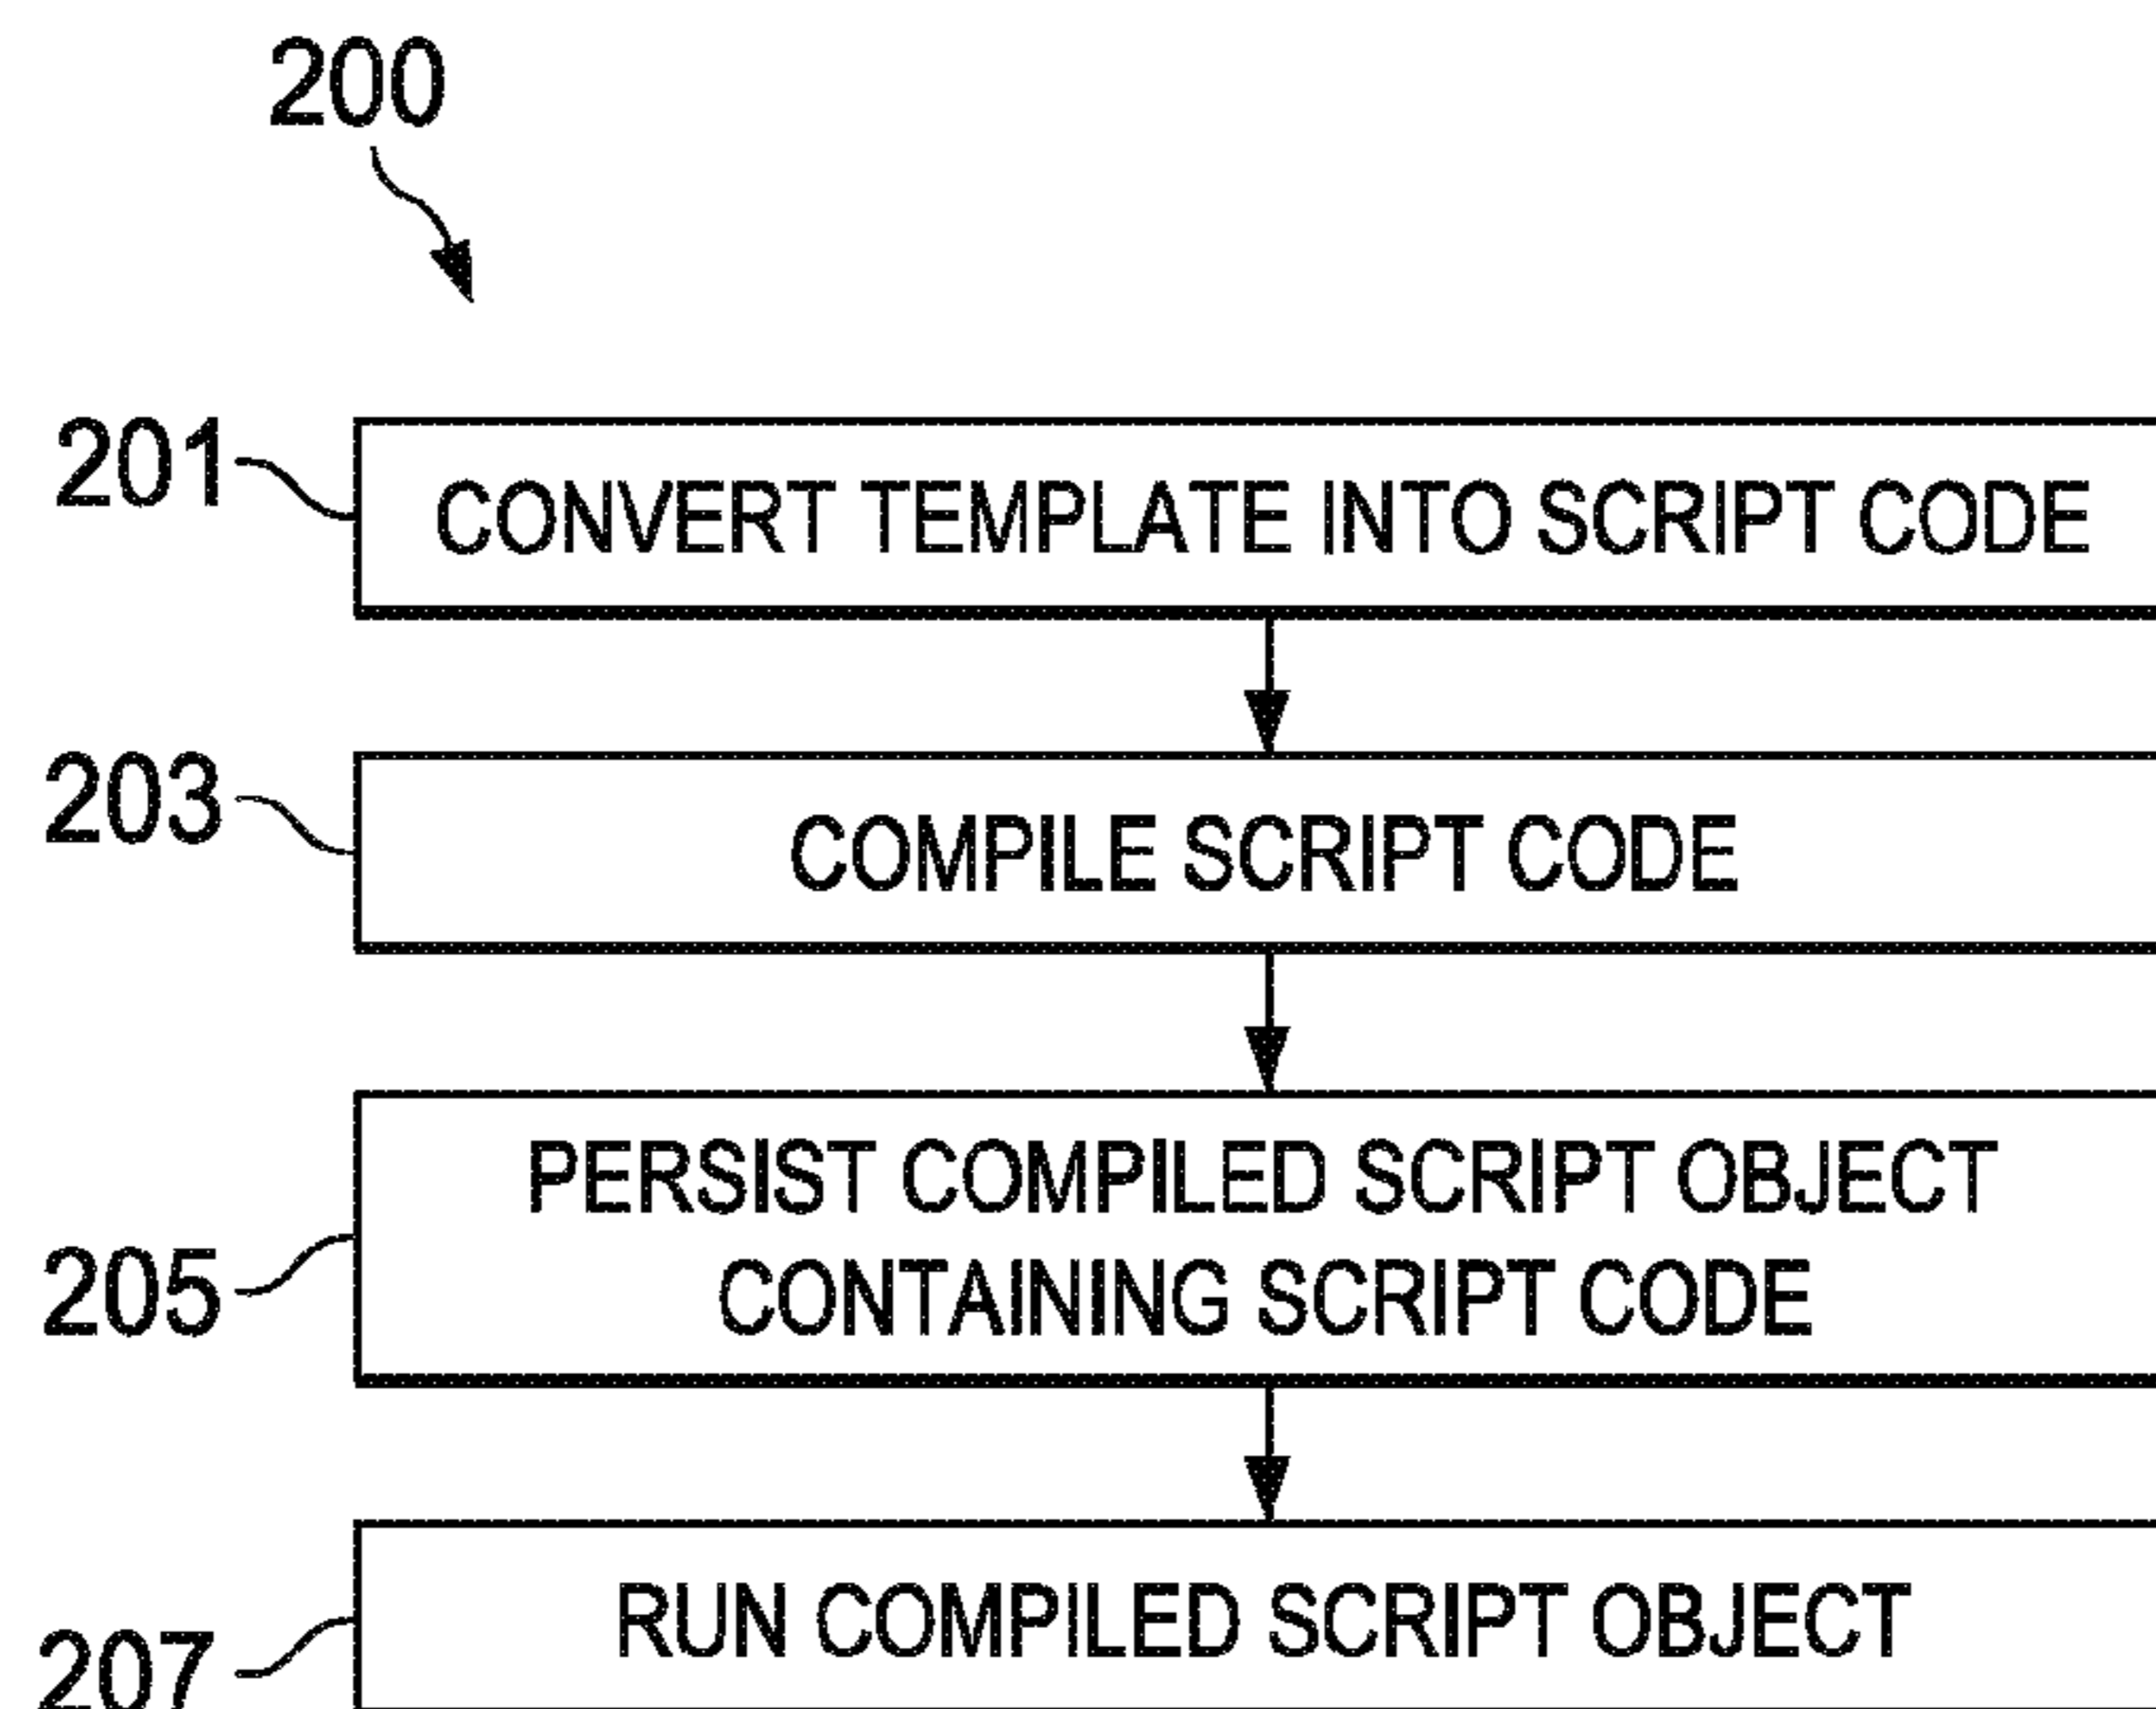 200
201
CONVERT TEMPLATE INTO SCRIPT CODE
203
COMPILE SCRIPT CODE
205
PERSIST COMPILED SCRIPT OBJECT
CONTAINING SCRIPT CODE
207
RUN COMPILED SCRIPT OBJECT